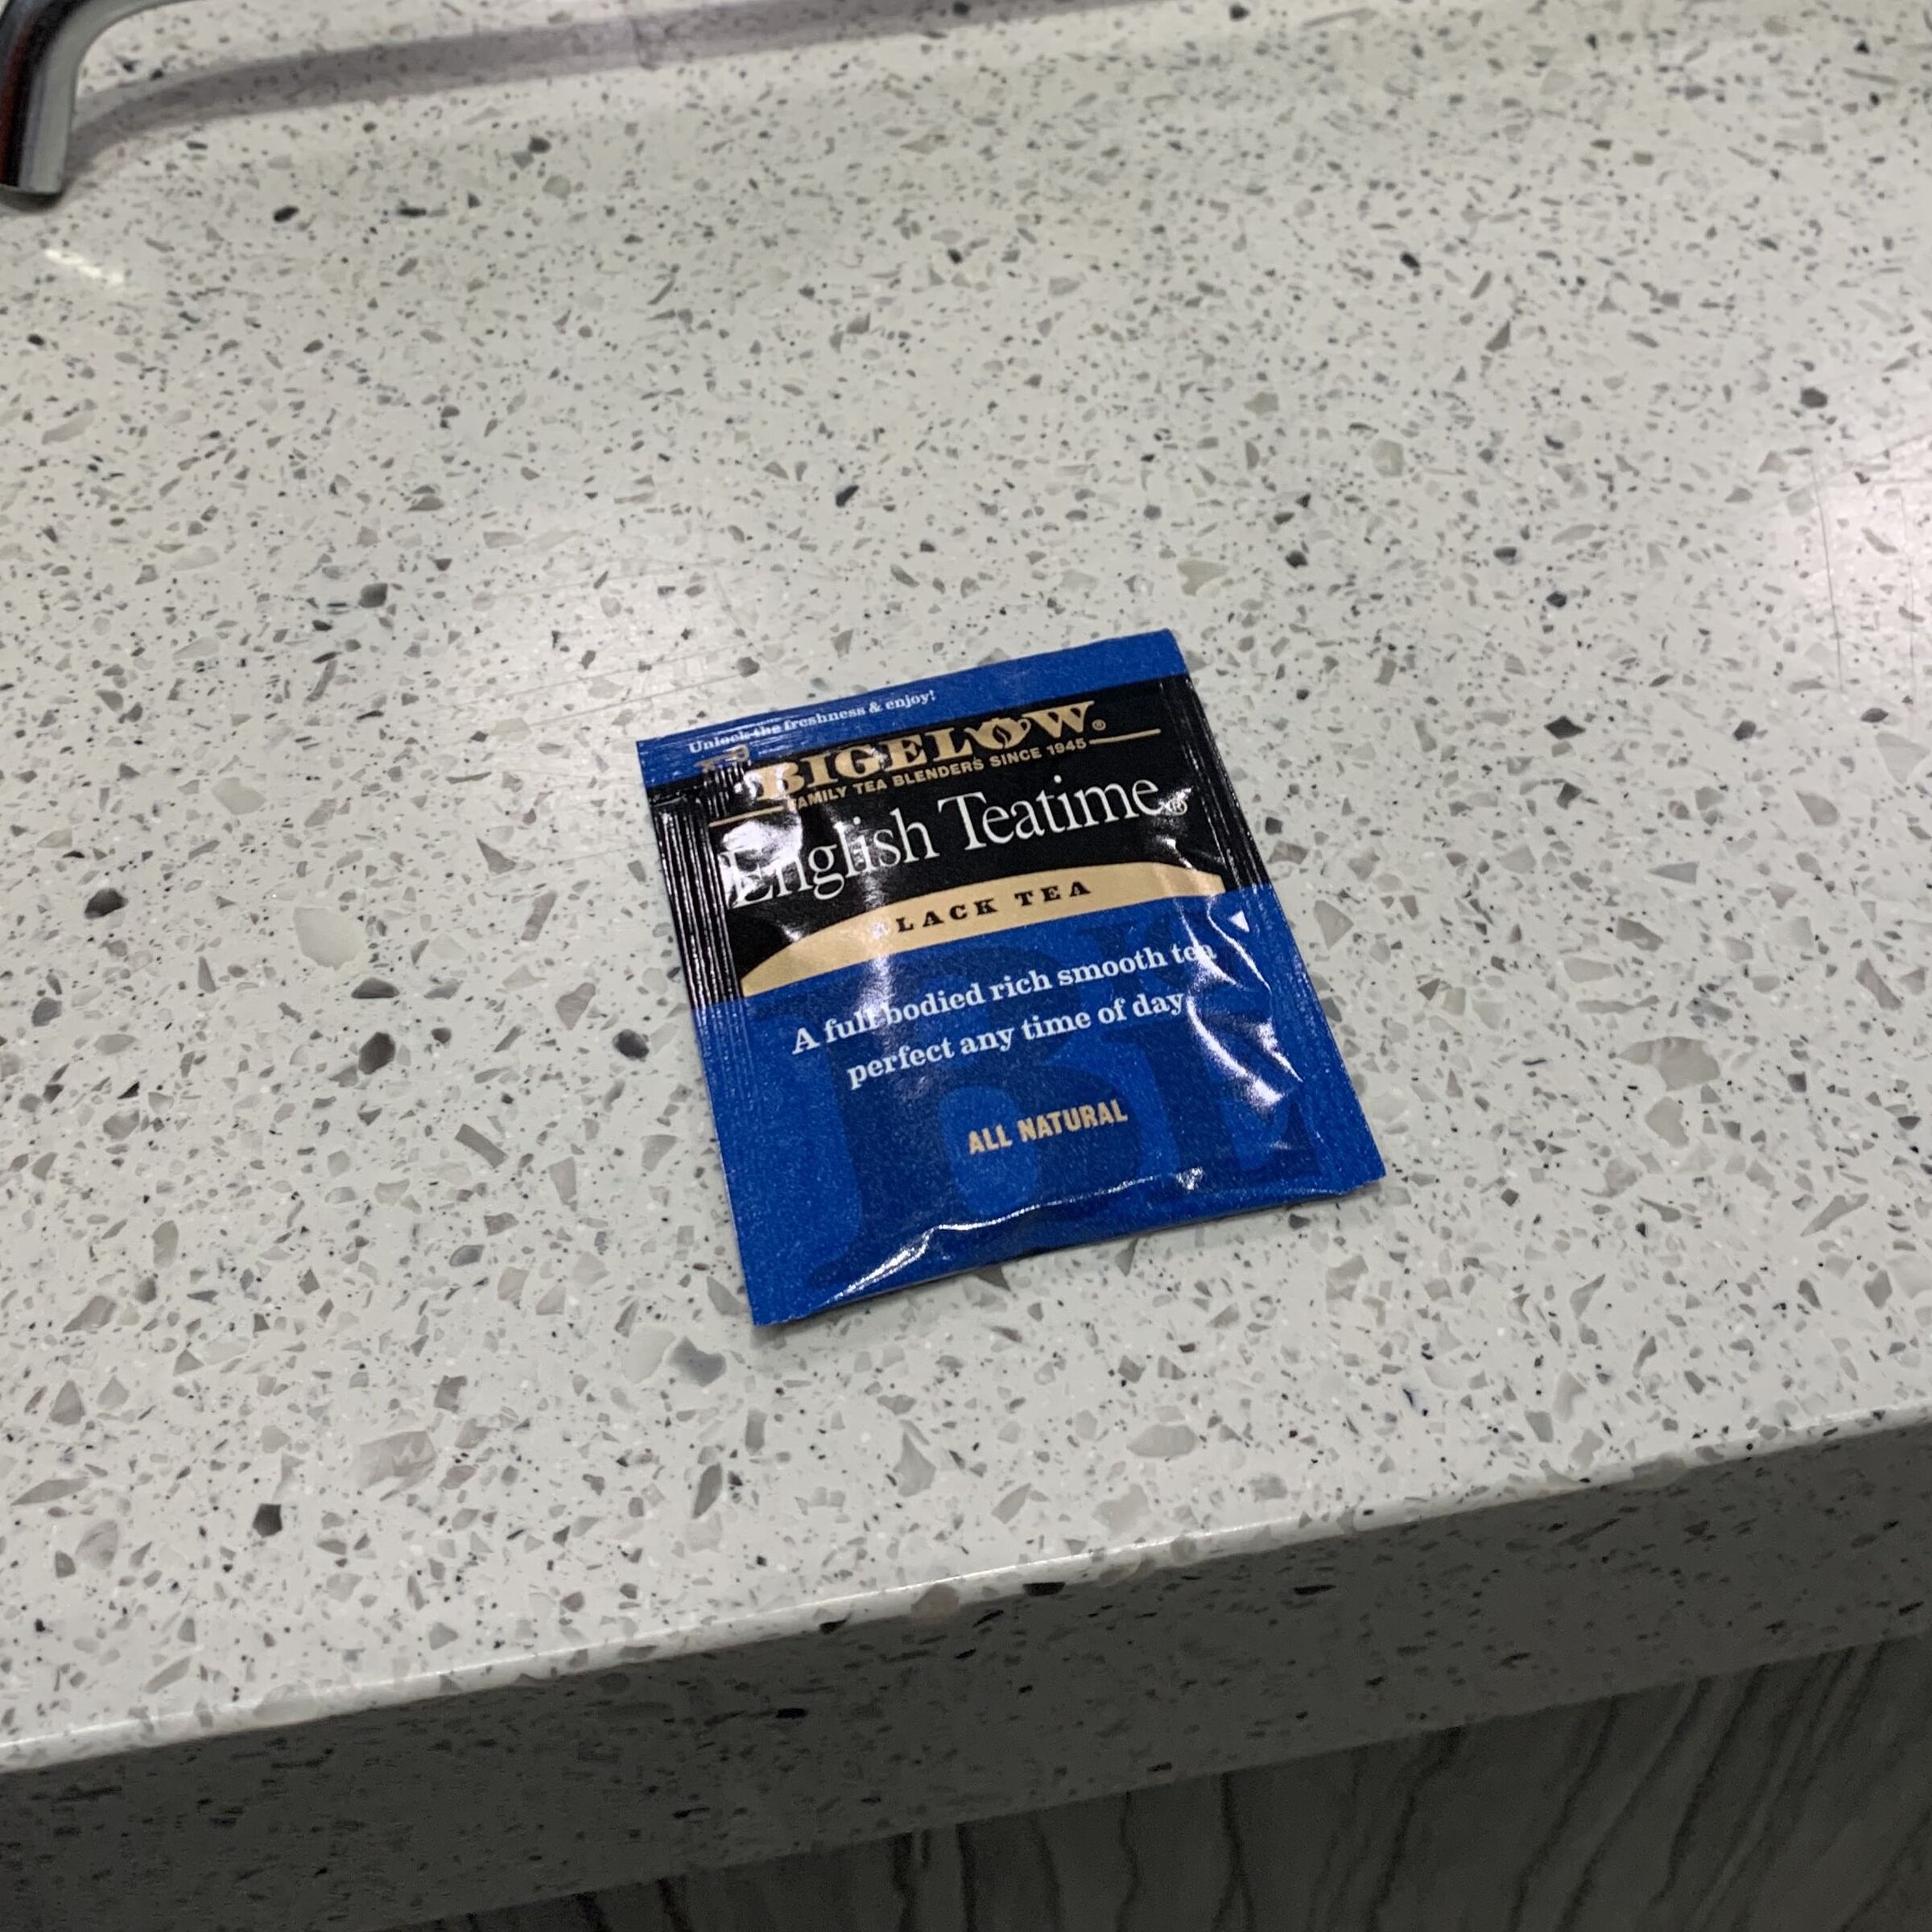 Unlock the freshness & enjoy!
BIGELOW®
FAMILY TEA BLENDERS SINCE 1945
English Teatime®
BLACK TEA
A full bodied rich smooth tea
perfect any time of day
ALL NATURAL